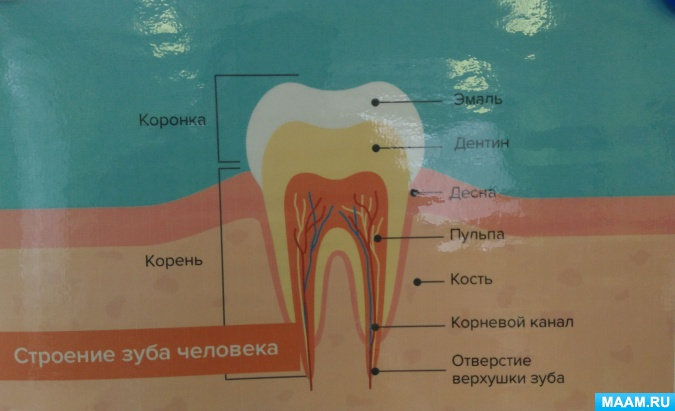 Коронка
Эмаль
Дентин
Десна
Пульпа
Корень
Кость
Корневой канал
Строение зуба человека
Отверстие
верхушки зуба
MAAM.RU